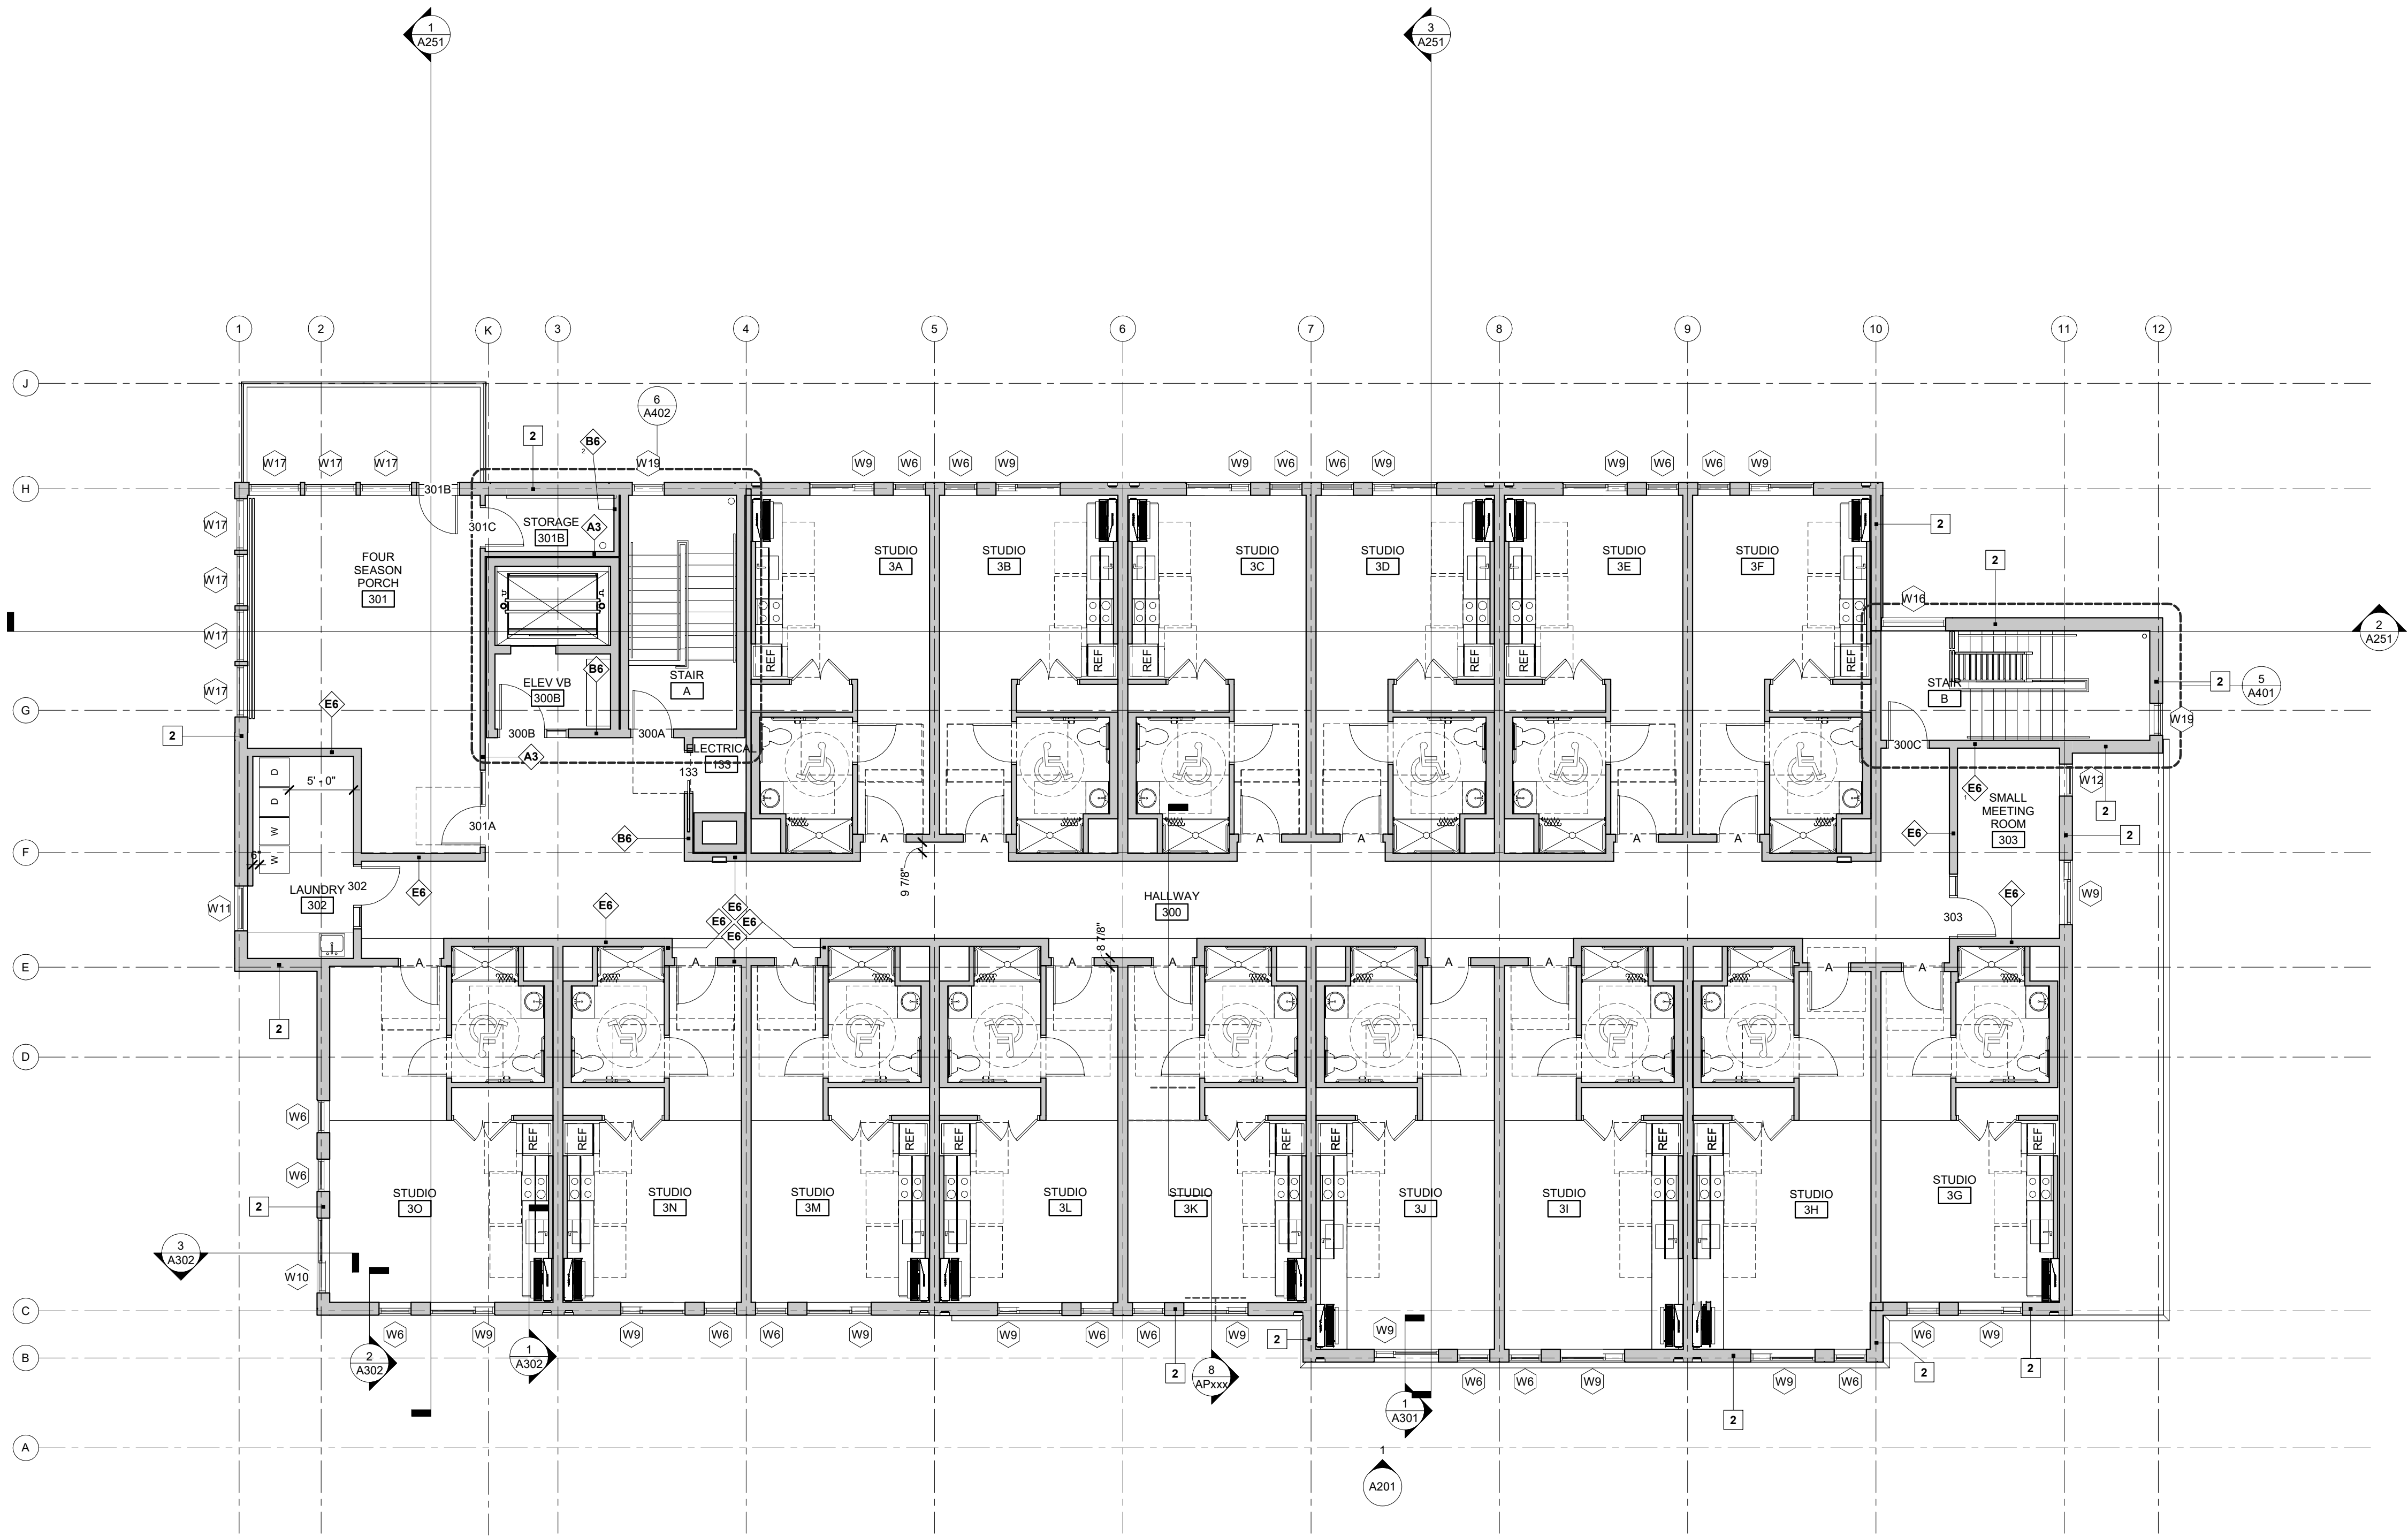 1
A251
3
A251
1
2
K
3
4
5
6
7
8
9
10
11
12
J
6
A402
2
B6
2
W17
W17
W17
W19
W9
W6
W6
W9
W9
W6
W6
W9
W9
W6
W6
W9
H
301B
W17
301C
STORAGE
301B
A3
2
FOUR
SEASON
PORCH
301
STUDIO
3A
STUDIO
3B
STUDIO
3C
STUDIO
3D
STUDIO
3E
STUDIO
3F
2
W17
W16
W17
2
A251
REF
REF
REF
REF
REF
REF
W17
ELEV VB
300B
B6
STAIR
A
STAIR
B
2
5
A401
E6
G
2
300B
300A
W19
300C
A3
ELECTRICAL
133
133
D
5' - 0"
D
W
W
6"
301A
B6
E6
1
W12
2
SMALL
MEETING
ROOM
303
E6
2
F
A
A
A
A
A
A
9 7/8"
LAUNDRY
302
302
E6
W11
E6
E6
E6
E6
E6
HALLWAY
300
E6
W9
303
8 7/8"
E
A
A
A
A
A
A
A
A
A
2
D
W6
REF
REF
REF
REF
REF
REF
REF
REF
REF
W6
2
STUDIO
3O
STUDIO
3N
STUDIO
3M
STUDIO
3L
STUDIO
3K
STUDIO
3J
STUDIO
3I
STUDIO
3H
STUDIO
3G
3
A302
W10
C
W6
W9
W9
W6
W6
W9
W9
W6
W6
W9
2
W9
W6
W9
B
2
A302
1
A302
2
8
APxxx
W6
W6
W9
W9
W6
2
2
1
A301
2
A
1
A201